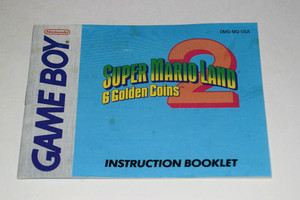 Nintendo
GAME BOY
DMG-MQ-USA
SUPER MARIO LAND
2
6 Golden Coins
INSTRUCTION BOOKLET